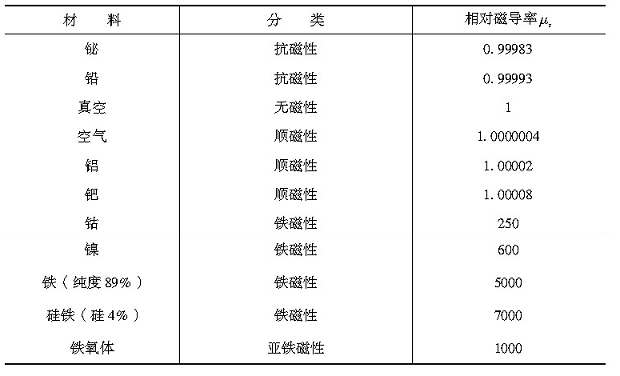 材 料 分 类 相对磁导率μr
铋 抗磁性 0.99983
铅 抗磁性 0.99993
真空 无磁性 1
空气 顺磁性 1.0000004
铝 顺磁性 1.00002
钯 顺磁性 1.00008
钴 铁磁性 250
镍 铁磁性 600
铁（纯度89%） 铁磁性 5000
硅铁（硅4%） 铁磁性 7000
铁氧体 亚铁磁性 1000